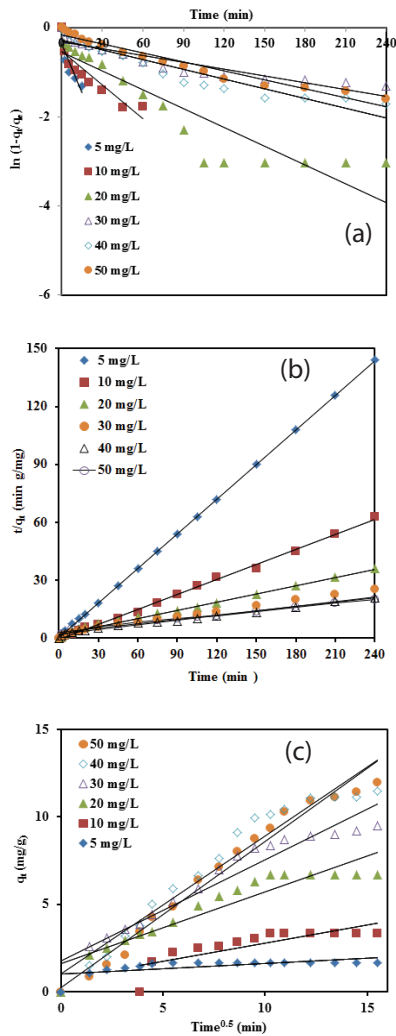 Time (min)
0 30 60 90 120 150 180 210 240
0
-2
-4
-6
ln (1-qt/qe)
5 mg/L
10 mg/L
20 mg/L
30 mg/L
40 mg/L
50 mg/L
(a)
150
120
90
60
30
0
t/qt (min g/mg)
5 mg/L
10 mg/L
20 mg/L
30 mg/L
40 mg/L
50 mg/L
(b)
0 30 60 90 120 150 180 210 240
Time (min )
15
10
5
0
qt (mg/g)
50 mg/L
40 mg/L
30 mg/L
20 mg/L
10 mg/L
5 mg/L
(c)
0 5 10 15
Time0.5 (min)